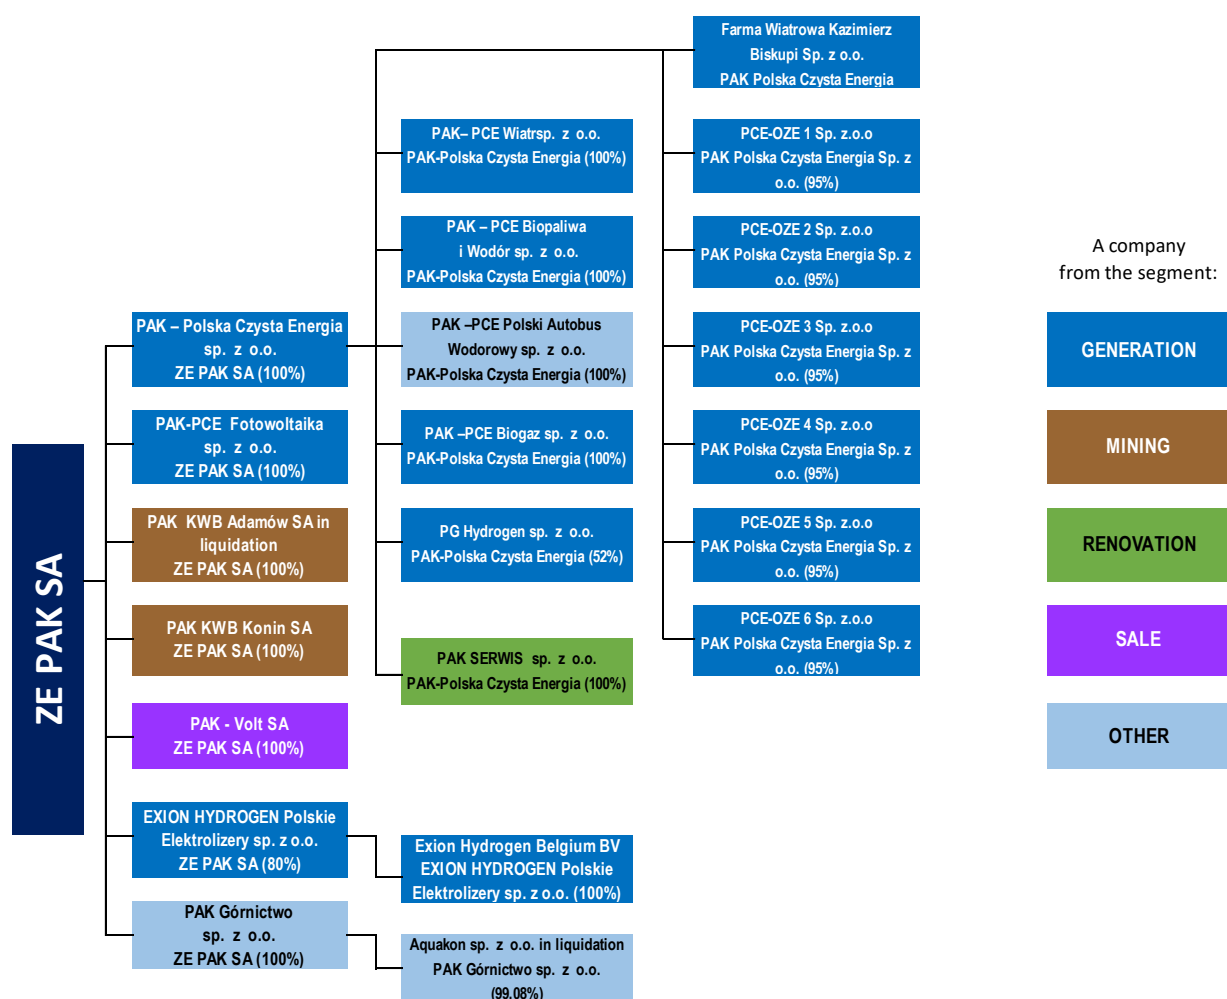 ZE PAK SA
PAK – Polska Czysta Energia
sp. z o.o.
ZE PAK SA (100%)
PAK-PCE Fotowoltaika
sp. z o.o.
ZE PAK SA (100%)
PAK KWB Adamów SA in
liquidation
ZE PAK SA (100%)
PAK KWB Konin SA
ZE PAK SA (100%)
PAK - Volt SA
ZE PAK SA (100%)
EXION HYDROGEN Polskie
Elektrolizery sp. z o.o.
ZE PAK SA (80%)
PAK Górnictwo
sp. z o.o.
ZE PAK SA (100%)
PAK– PCE Wiatrsp. z o.o.
PAK-Polska Czysta Energia (100%)
PAK – PCE Biopaliwa
i Wodór sp. z o.o.
PAK-Polska Czysta Energia (100%)
PAK –PCE Polski Autobus
Wodorowy sp. z o.o.
PAK-Polska Czysta Energia (100%)
PAK –PCE Biogaz sp. z o.o.
PAK-Polska Czysta Energia (100%)
PG Hydrogen sp. z o.o.
PAK-Polska Czysta Energia (52%)
PAK SERWIS sp. z o.o.
PAK-Polska Czysta Energia (100%)
Exion Hydrogen Belgium BV
EXION HYDROGEN Polskie
Elektrolizery sp. z o.o. (100%)
Aquakon sp. z o.o. in liquidation
PAK Górnictwo sp. z o.o.
(99,08%)
Farma Wiatrowa Kazimierz
Biskupi Sp. z o.o.
PAK Polska Czysta Energia
PCE-OZE 1 Sp. z.o.o
PAK Polska Czysta Energia Sp. z
o.o. (95%)
PCE-OZE 2 Sp. z.o.o
PAK Polska Czysta Energia Sp. z
o.o. (95%)
PCE-OZE 3 Sp. z.o.o
PAK Polska Czysta Energia Sp. z
o.o. (95%)
PCE-OZE 4 Sp. z.o.o
PAK Polska Czysta Energia Sp. z
o.o. (95%)
PCE-OZE 5 Sp. z.o.o
PAK Polska Czysta Energia Sp. z
o.o. (95%)
PCE-OZE 6 Sp. z.o.o
PAK Polska Czysta Energia Sp. z
o.o. (95%)
A company
from the segment:
GENERATION
MINING
RENOVATION
SALE
OTHER